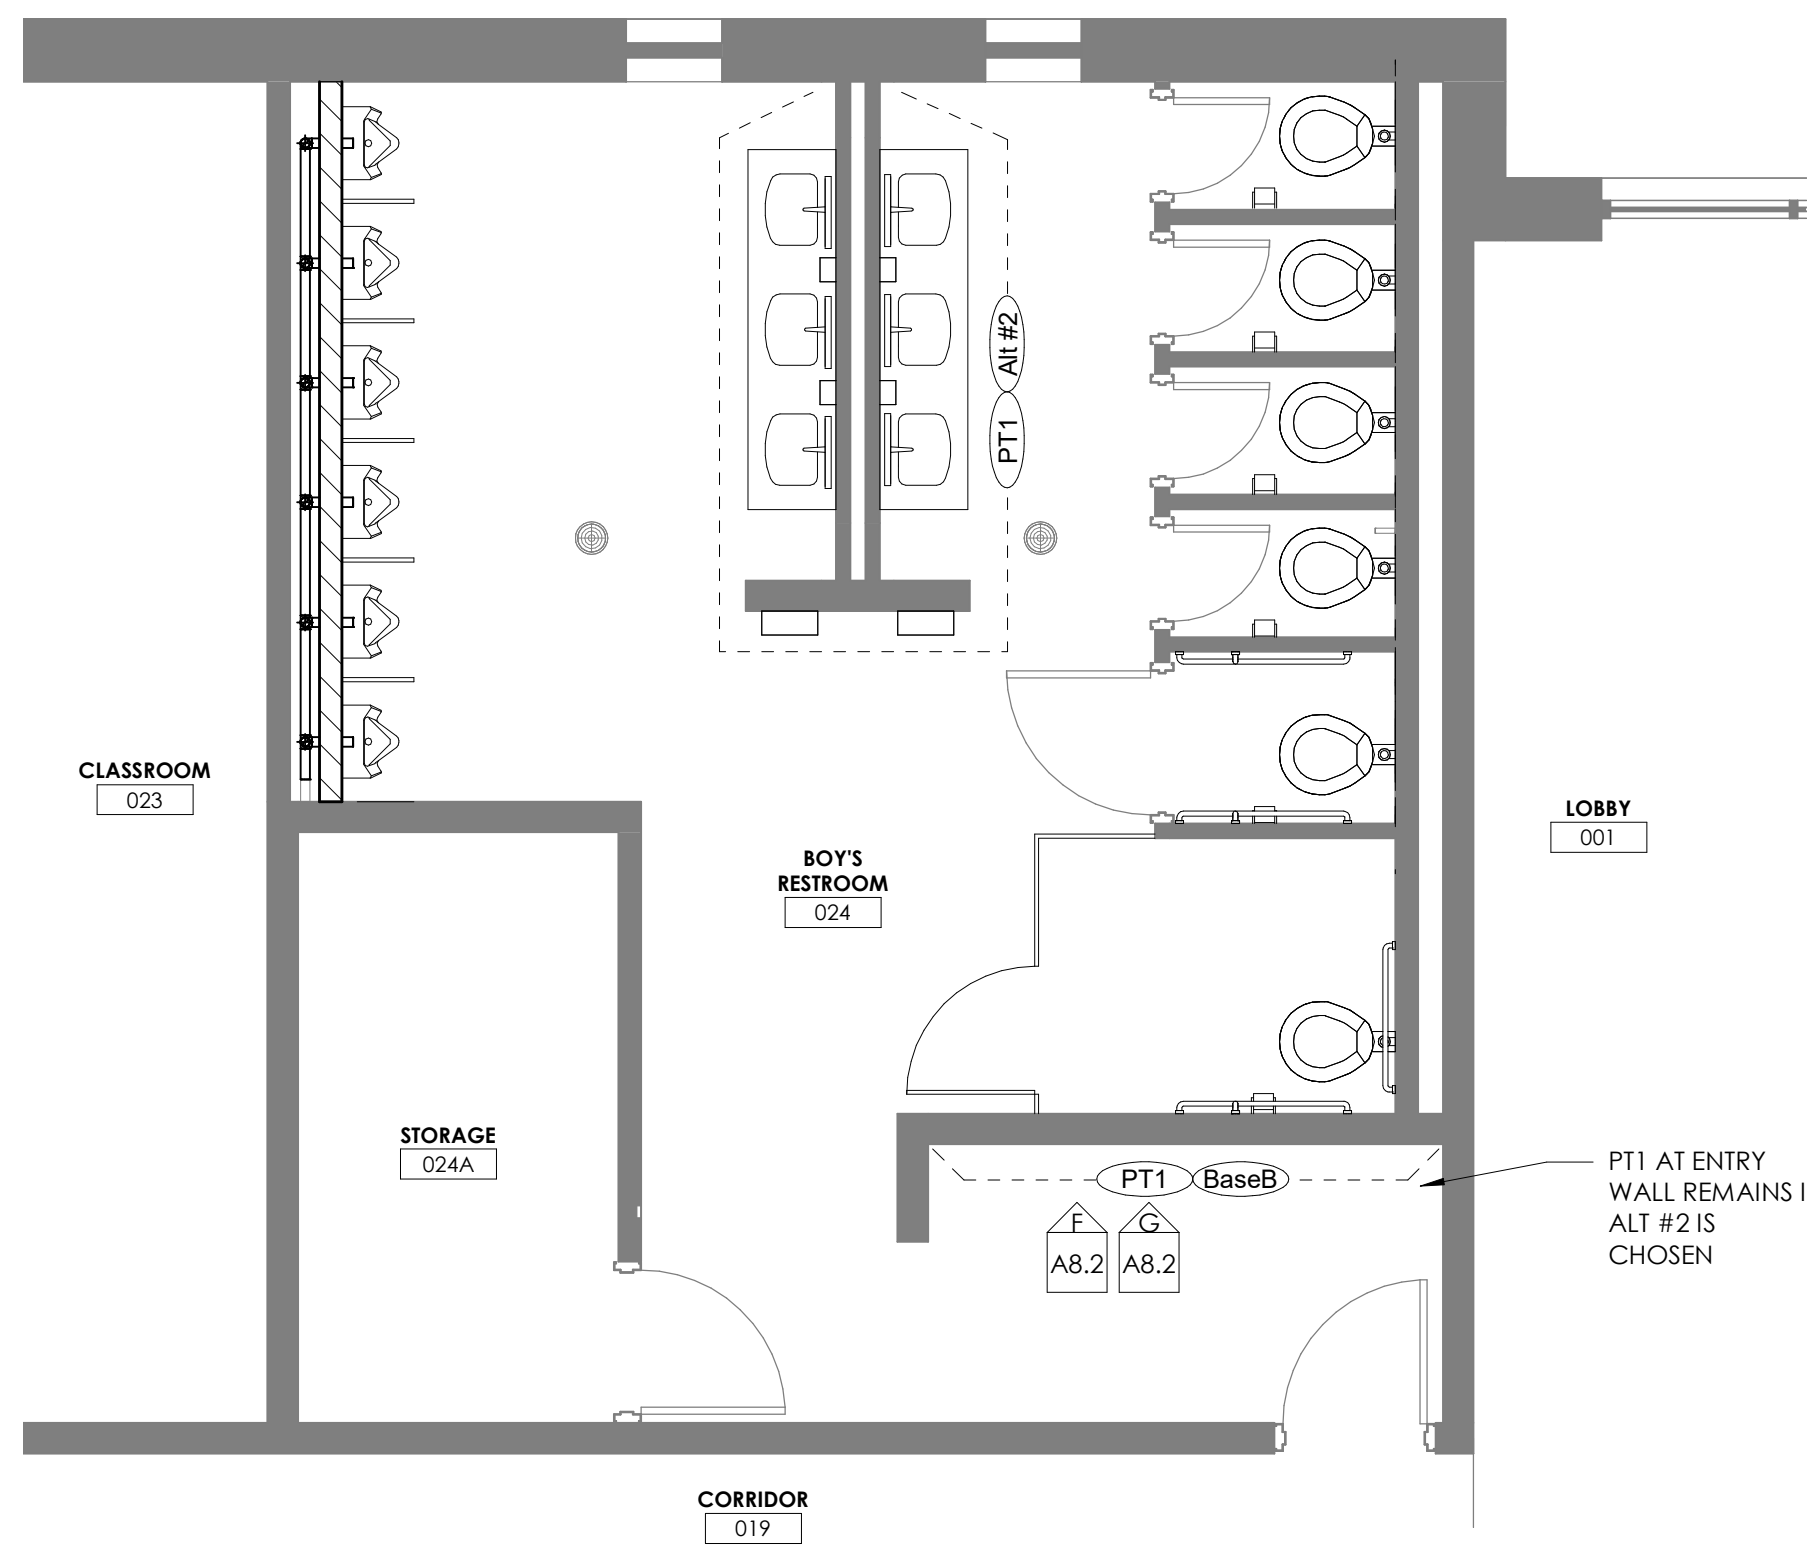 Alt #2
PT1
CLASSROOM
023
LOBBY
001
BOY'S
RESTROOM
024
STORAGE
024A
PT1
BaseB
PT1 AT ENTRY
WALL REMAINS I
ALT #2 IS
CHOSEN
F
G
A8.2
A8.2
CORRIDOR
019